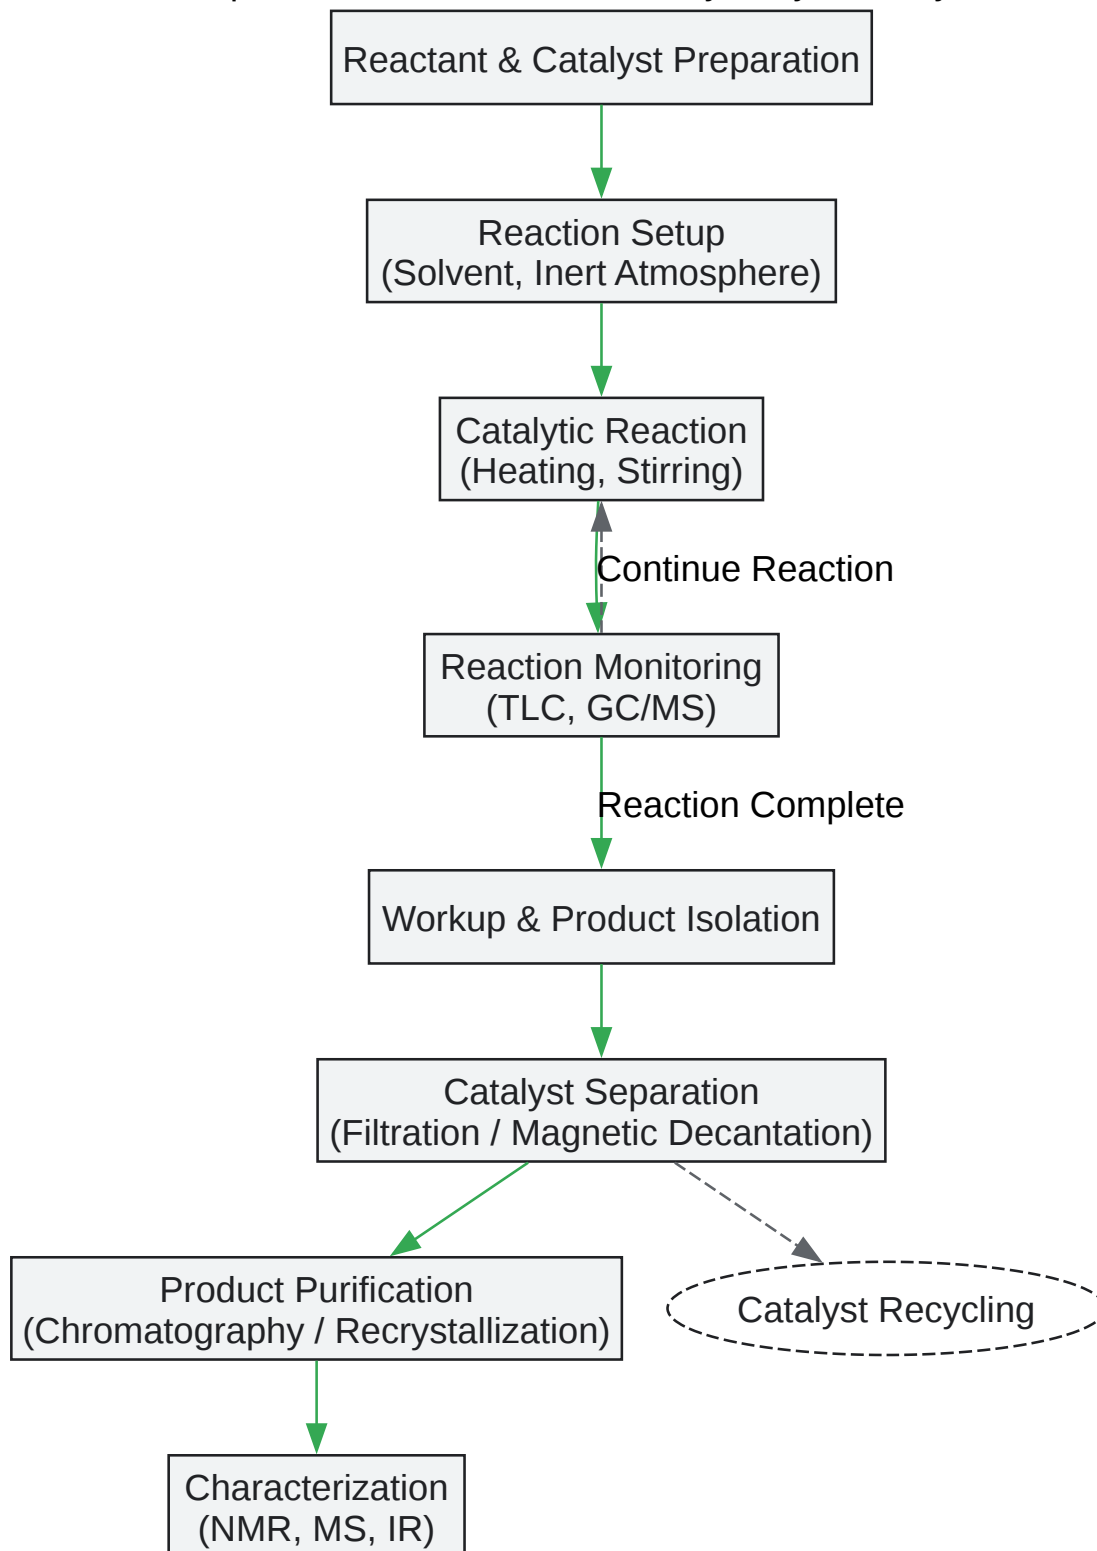 Reactant & Catalyst Preparation
Reaction Setup
(Solvent, Inert Atmosphere)
Catalytic Reaction
(Heating, Stirring)
Continue Reaction
Reaction Monitoring
(TLC, GC/MS)
Reaction Complete
Workup & Product Isolation
Catalyst Separation
(Filtration / Magnetic Decantation)
Product Purification
(Chromatography / Recrystallization)
Catalyst Recycling
Characterization
(NMR, MS, IR)